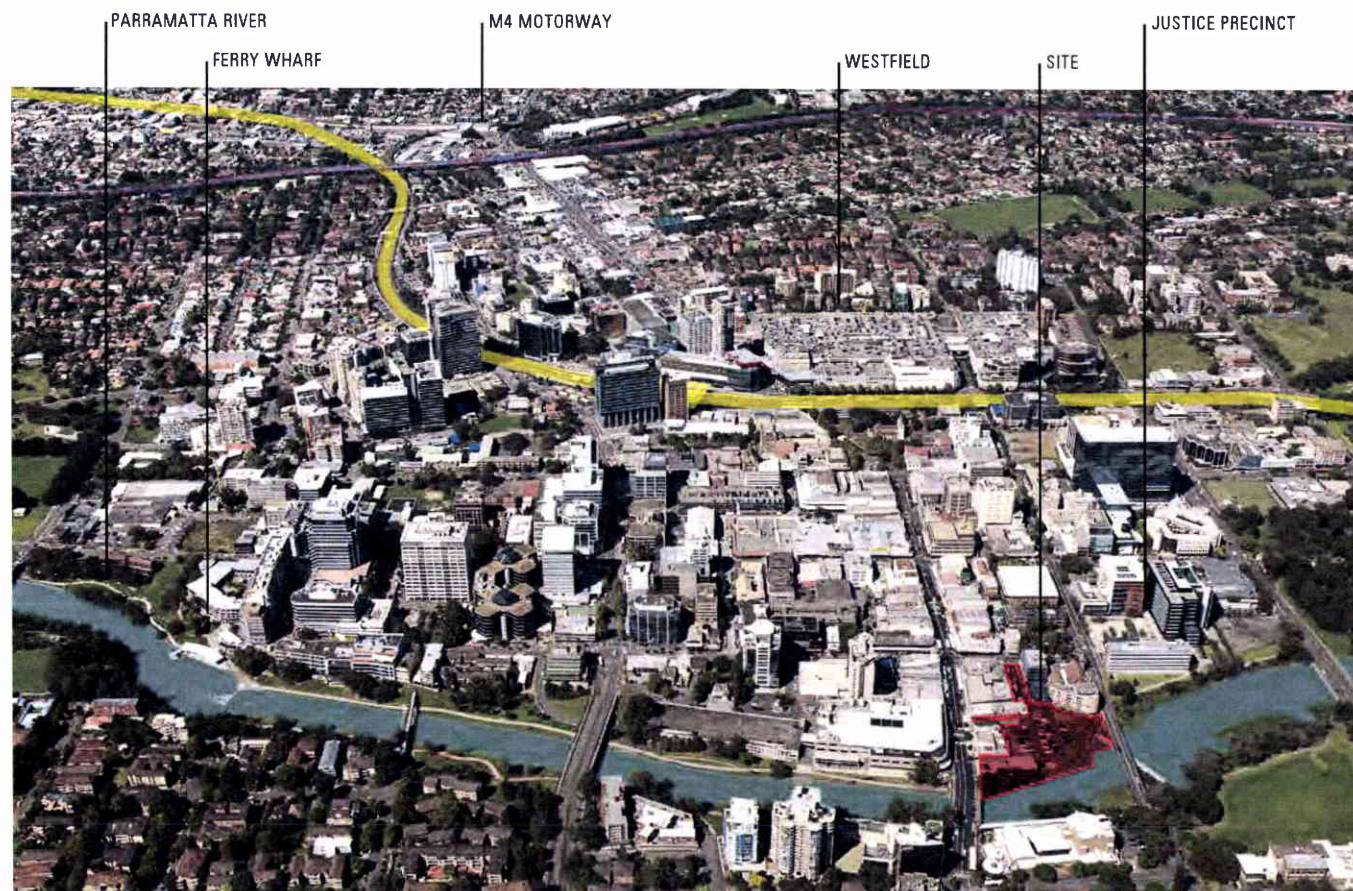 PARRAMATTA RIVER
M4 MOTORWAY
JUSTICE PRECINCT
FERRY WHARF
WESTFIELD
SITE